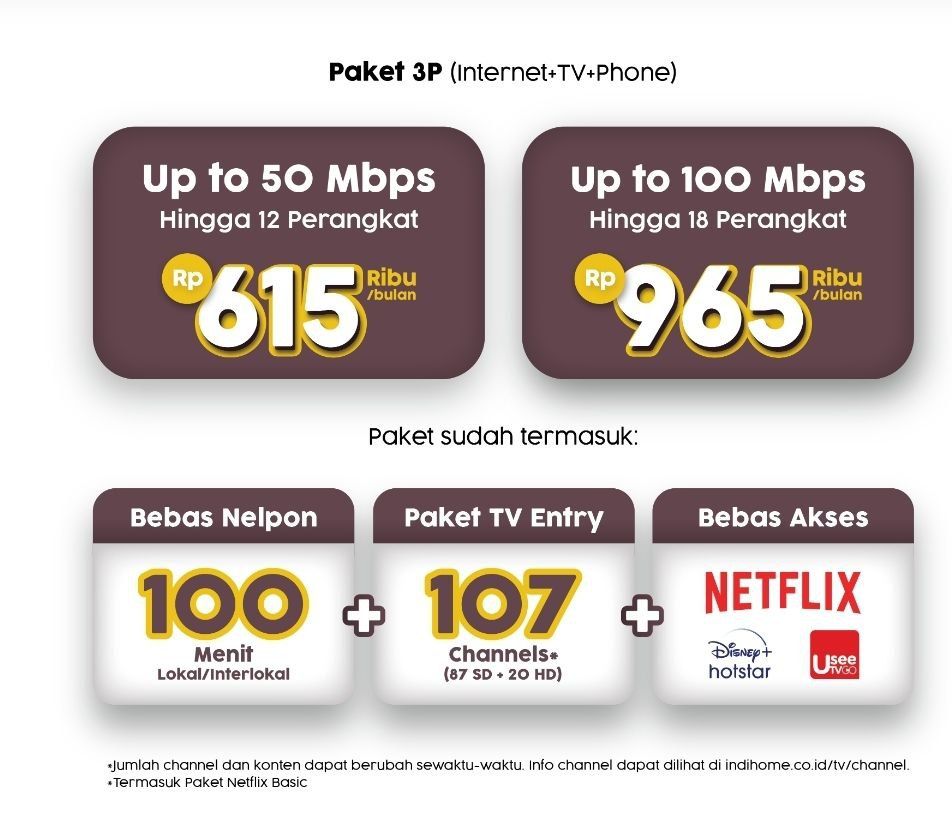 Paket 3P (Internet+TV+Phone)
Up to 50 Mbps
Hingga 12 Perangkat
Rp 615 Ribu /bulan
Up to 100 Mbps
Hingga 18 Perangkat
Rp 965 Ribu /bulan
Paket sudah termasuk:
Bebas Nelpon
100
Menit
Lokal/Interlokal
+
Paket TV Entry
107
Channels*
(87 SD + 20 HD)
+
Bebas Akses
NETFLIX
Disney+
hotstar
Usee
TVGO
*Jumlah channel dan konten dapat berubah sewaktu-waktu. Info channel dapat dilihat di indihome.co.id/tv/channel.
*Termasuk Paket Netflix Basic